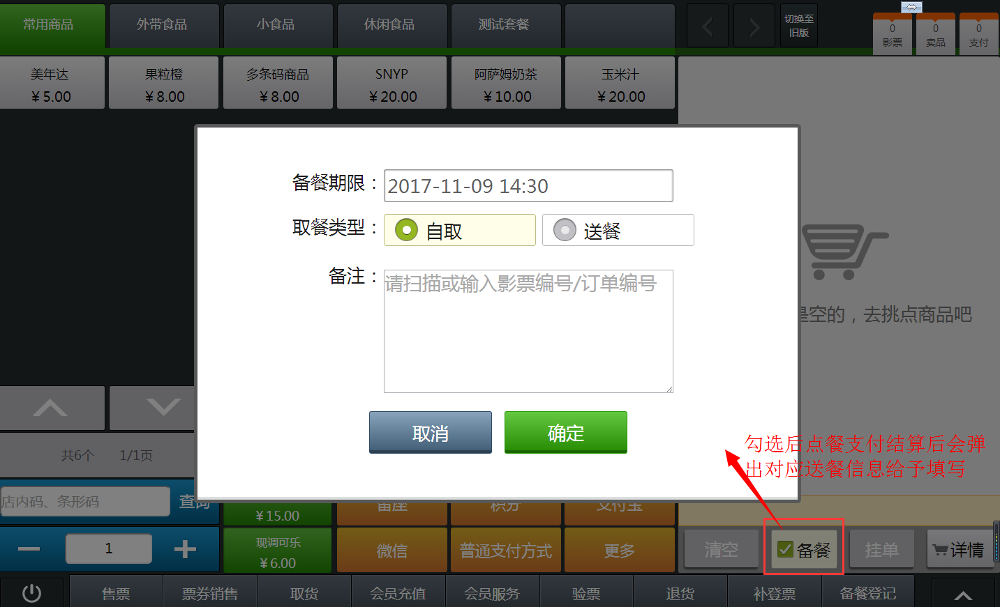 常用商品
外带食品
小食品
休闲食品
测试套餐
切换至
旧版
0
影票
0
卖品
0
支付
美年达
¥5.00
果粒橙
¥8.00
多条码商品
¥8.00
SNYP
¥20.00
阿萨姆奶茶
¥10.00
玉米汁
¥20.00
备餐期限：
2017-11-09 14:30
取餐类型：
自取
送餐
备注：
请扫描或输入影票编号/订单编号
取消
确定
是空的，去挑点商品吧
勾选后点餐支付结算后会弹
出对应送餐信息给予填写
共6个
1/1页
店内码、条形码
查询
¥15.00
留座
积分
支付宝
1
现调可乐
¥6.00
微信
普通支付方式
更多
清空
备餐
挂单
详情
售票
票券销售
取货
会员充值
会员服务
验票
退货
补登票
备餐登记